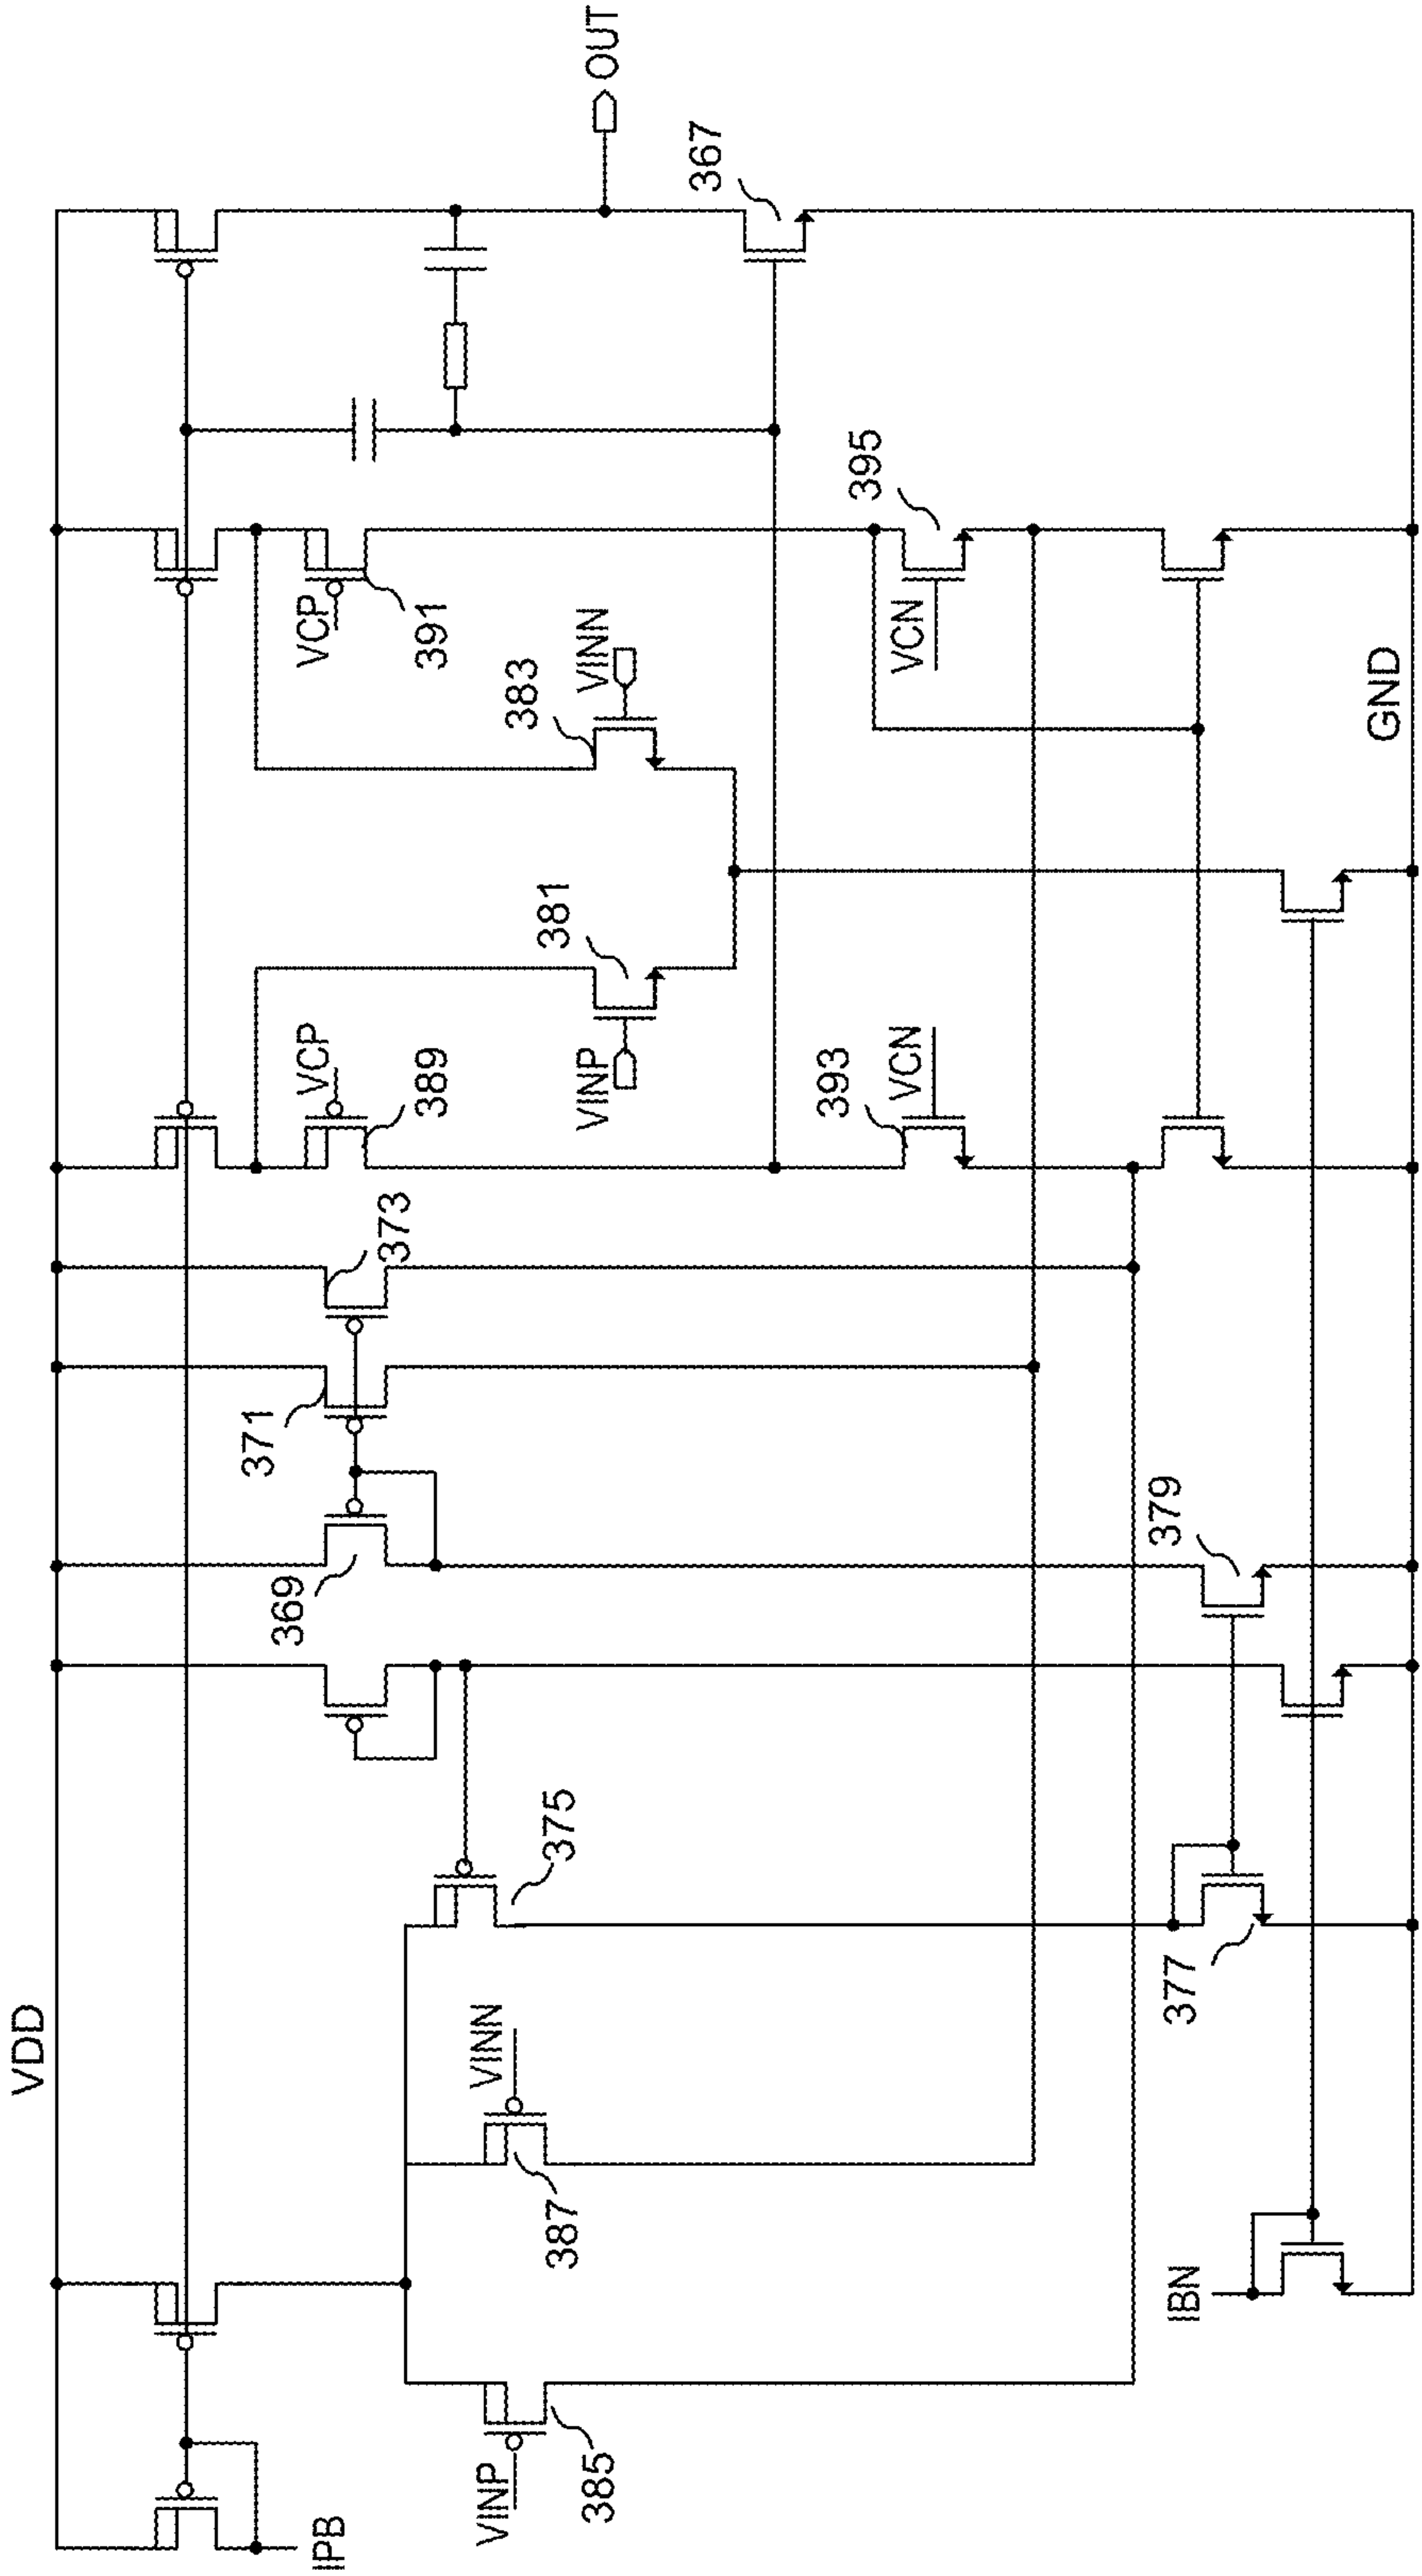 VDD
IPB
VINP
385
387
VINN
375
369
371
373
VCP
389
VINP
381
383
VINN
VCP
391
OUT
367
395
VCN
393
VCN
379
377
IBN
GND